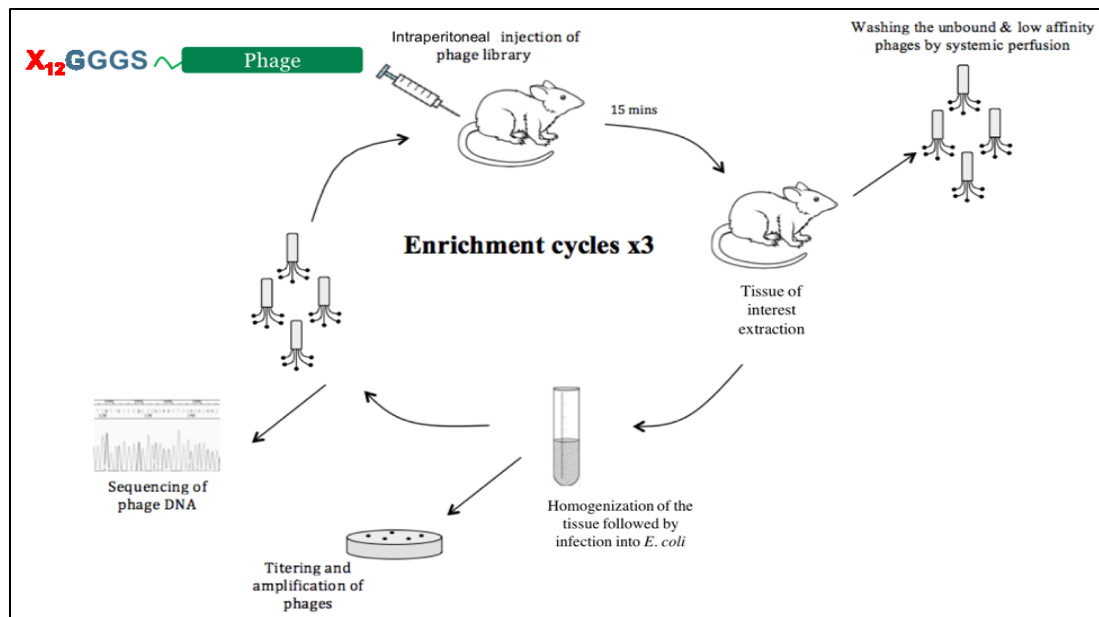 X12GGGS
Phage
Intraperitoneal injection of
phage library
15 mins
Washing the unbound & low affinity
phages by systemic perfusion
Enrichment cycles x3
Tissue of
interest
extraction
Homogenization of the
tissue followed by
infection into E. coli
Titering and
amplification of
phages
Sequencing of
phage DNA